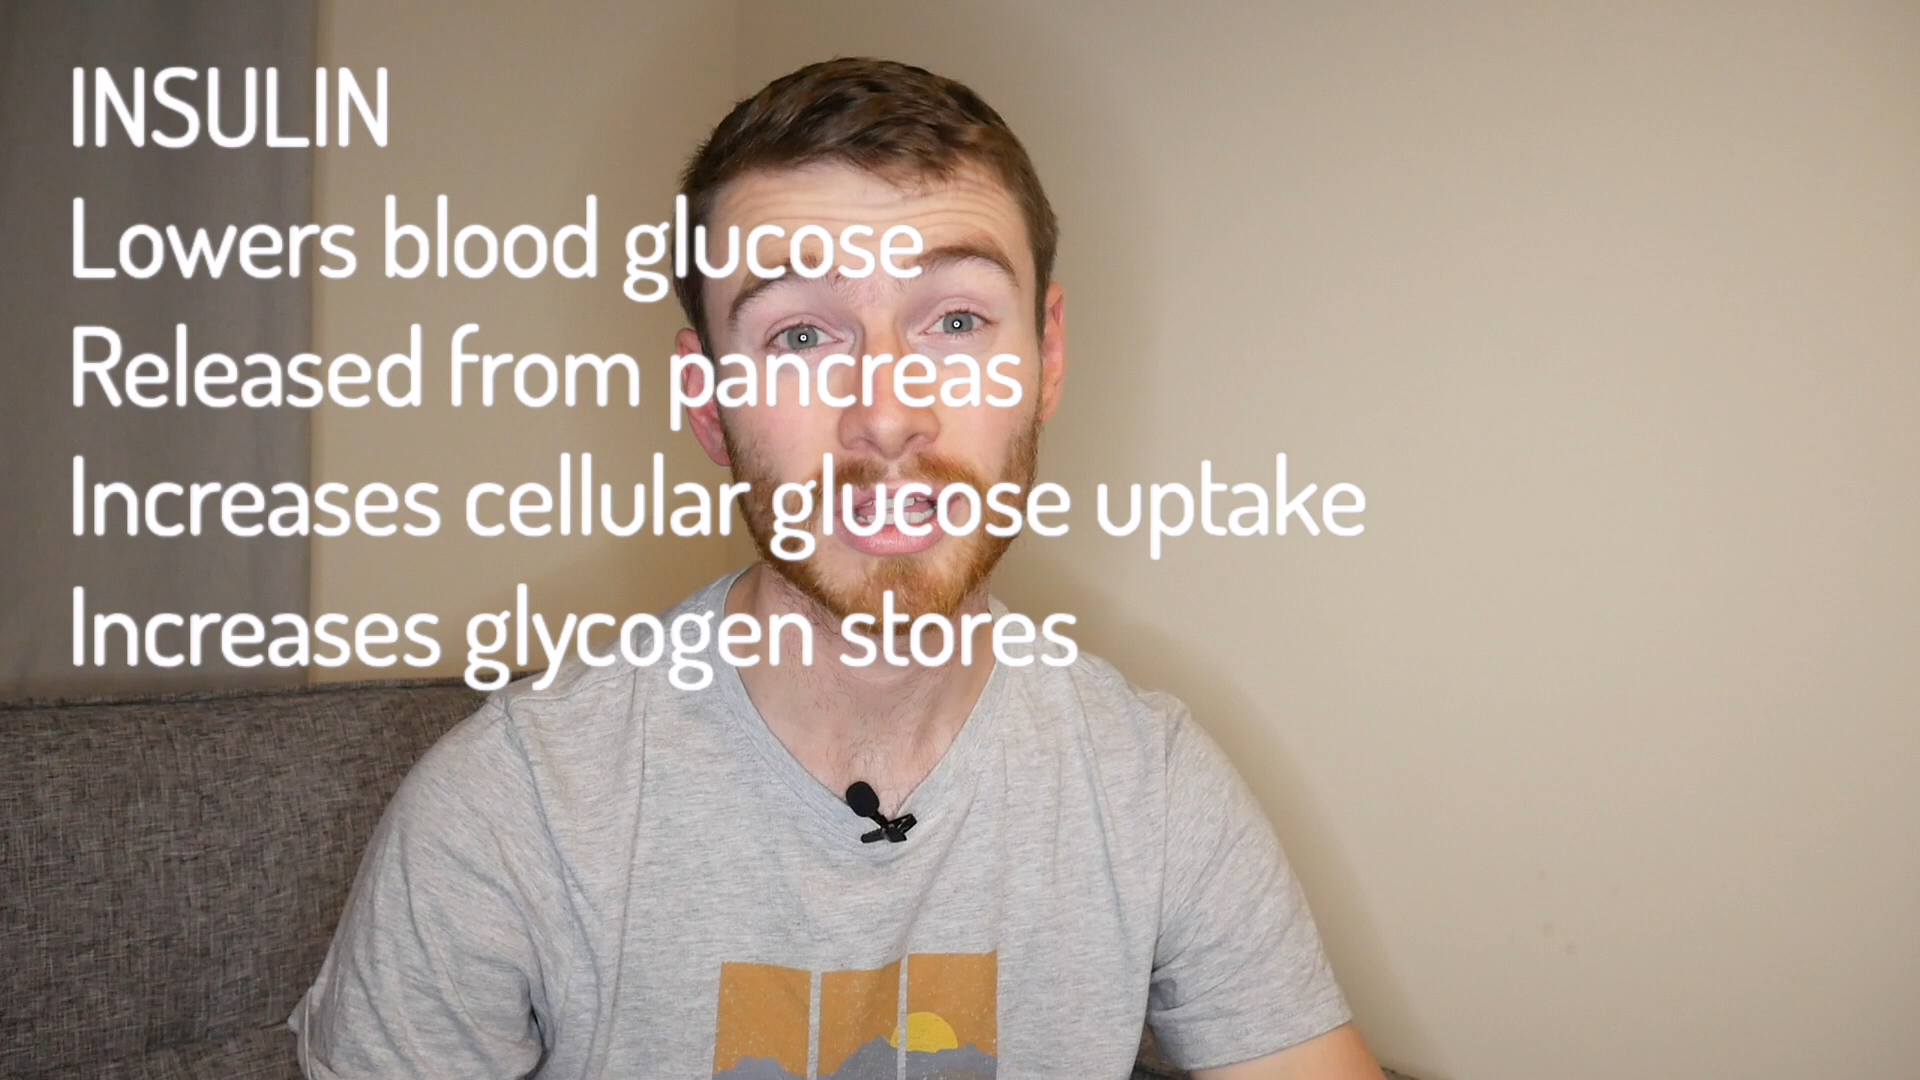 INSULIN
Lowers blood glucose
Released from pancreas
Increases cellular glucose uptake
Increases glycogen stores